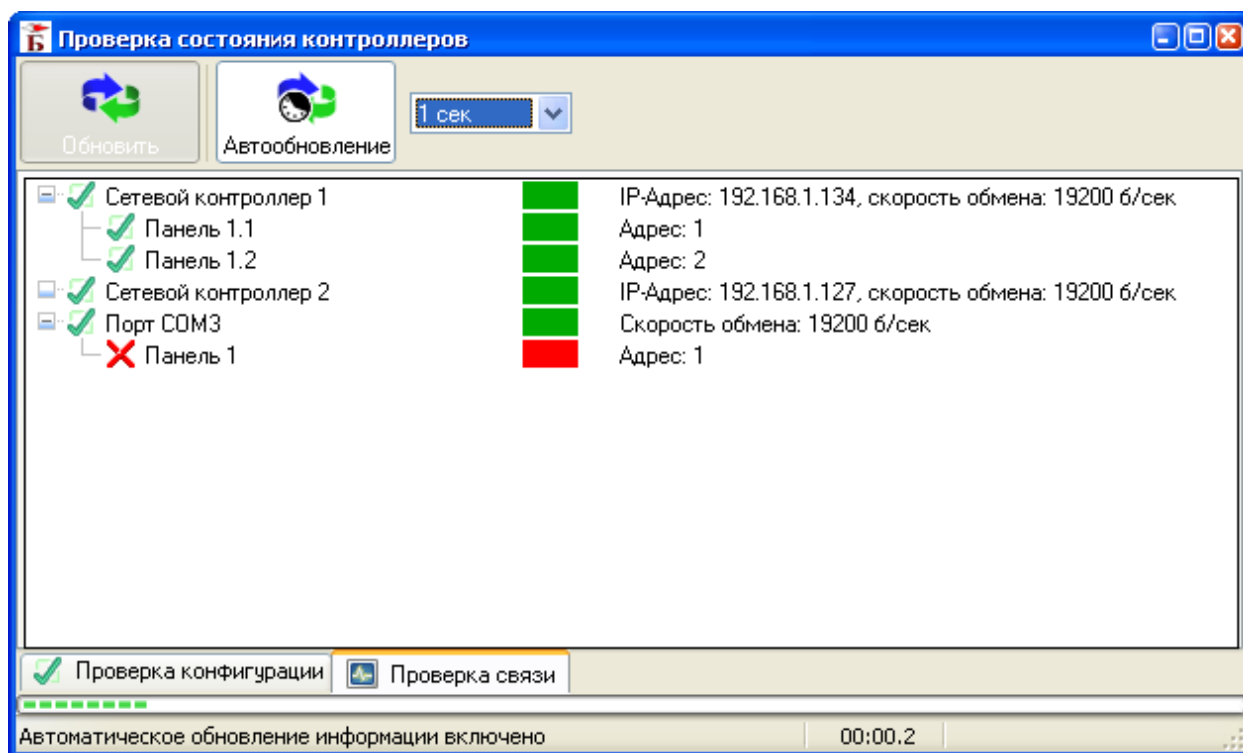 Б Проверка состояния контроллеров
Обновить
Автообновление
1 сек
Сетевой контроллер 1 IP-Адрес: 192.168.1.134, скорость обмена: 19200 б/сек
Панель 1.1 Адрес: 1
Панель 1.2 Адрес: 2
Сетевой контроллер 2 IP-Адрес: 192.168.1.127, скорость обмена: 19200 б/сек
Порт COM3 Скорость обмена: 19200 б/сек
Панель 1 Адрес: 1
Проверка конфигурации Проверка связи
Автоматическое обновление информации включено 00:00.2